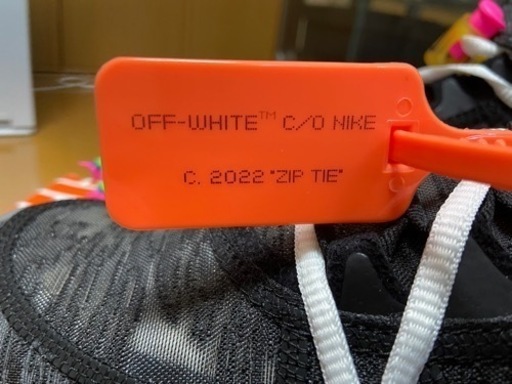 OFF-WHITE™ C/O NIKE
C. 2022 "ZIP TIE"